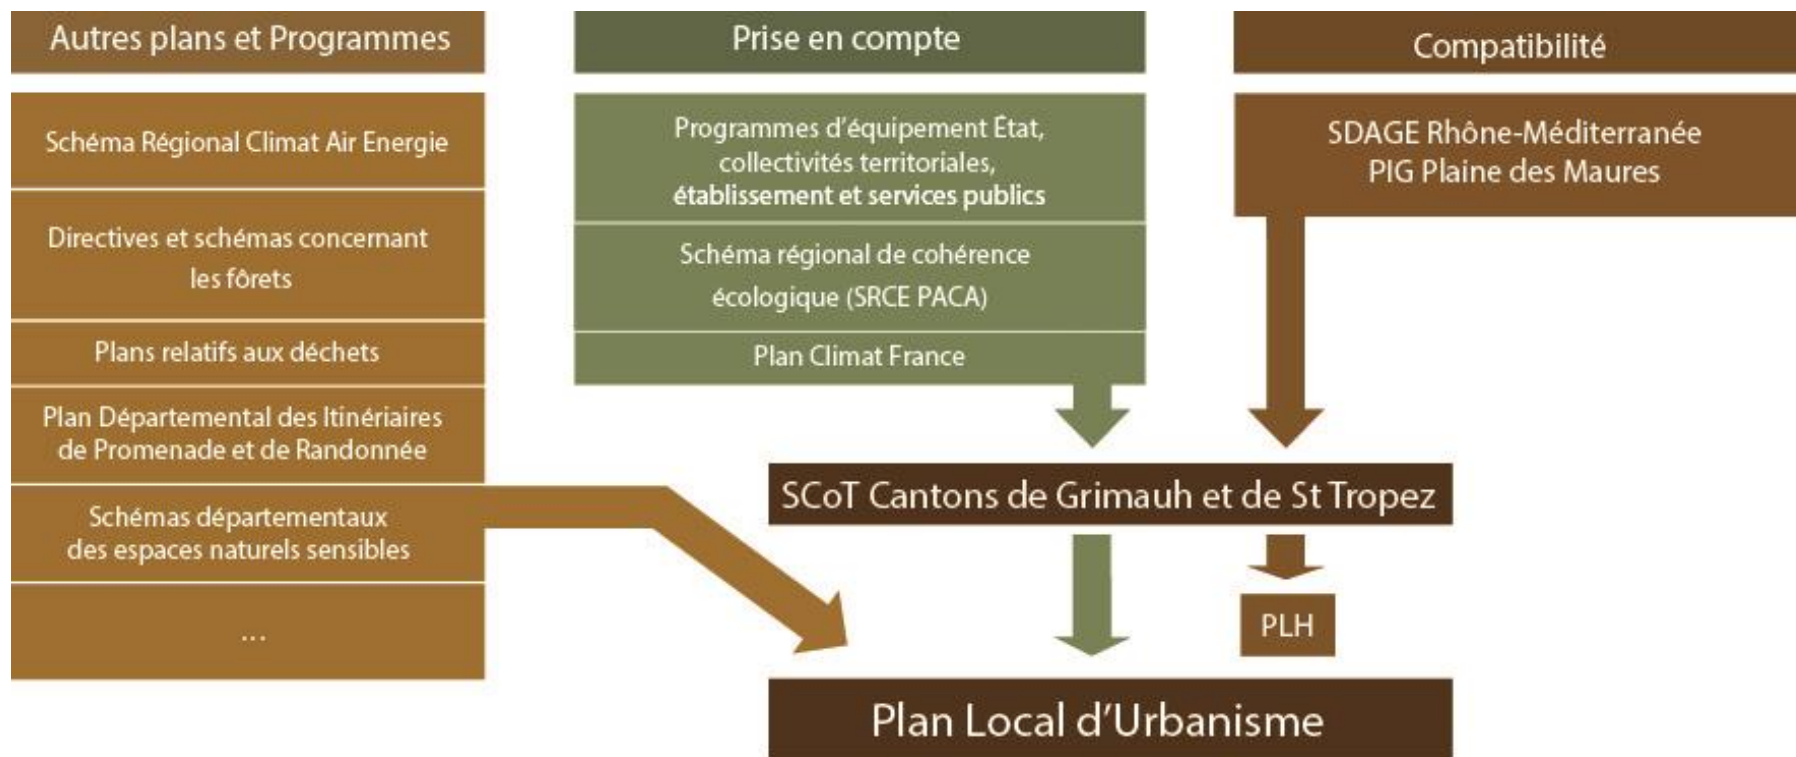 Autres plans et Programmes
Schéma Régional Climat Air Energie
Directives et schémas concernant
les fôrets
Plans relatifs aux déchets
Plan Départemental des Itinériaires
de Promenade et de Randonnée
Schémas départementaux
des espaces naturels sensibles
...
Prise en compte
Programmes d'équipement État,
collectivités territoriales,
établissement et services publics
Schéma régional de cohérence
écologique (SRCE PACA)
Plan Climat France
Compatibilité
SDAGE Rhône-Méditerranée
PIG Plaine des Maures
SCoT Cantons de Grimauh et de St Tropez
PLH
Plan Local d'Urbanisme